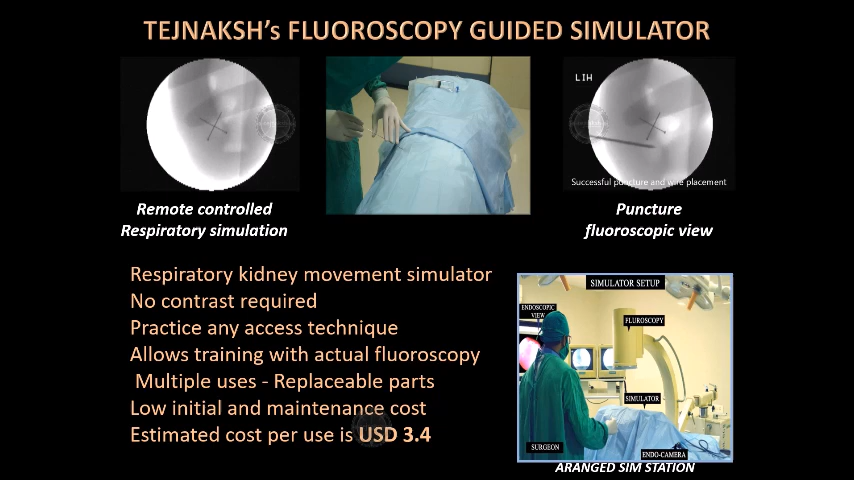 TEJNAKSH's FLUOROSCOPY GUIDED SIMULATOR
LIH
Successful puncture and wire placement
Remote controlled
Respiratory simulation
Puncture
fluoroscopic view
Respiratory kidney movement simulator
No contrast required
Practice any access technique
Allows training with actual fluoroscopy
Multiple uses - Replaceable parts
Low initial and maintenance cost
Estimated cost per use is USD 3.4
SIMULATOR SETUP
ENDOSCOPIC
VIEW
FLUROSCOPY
SIMULATOR
SURGEON
ENDO-CAMERA
ARANGED SIM STATION